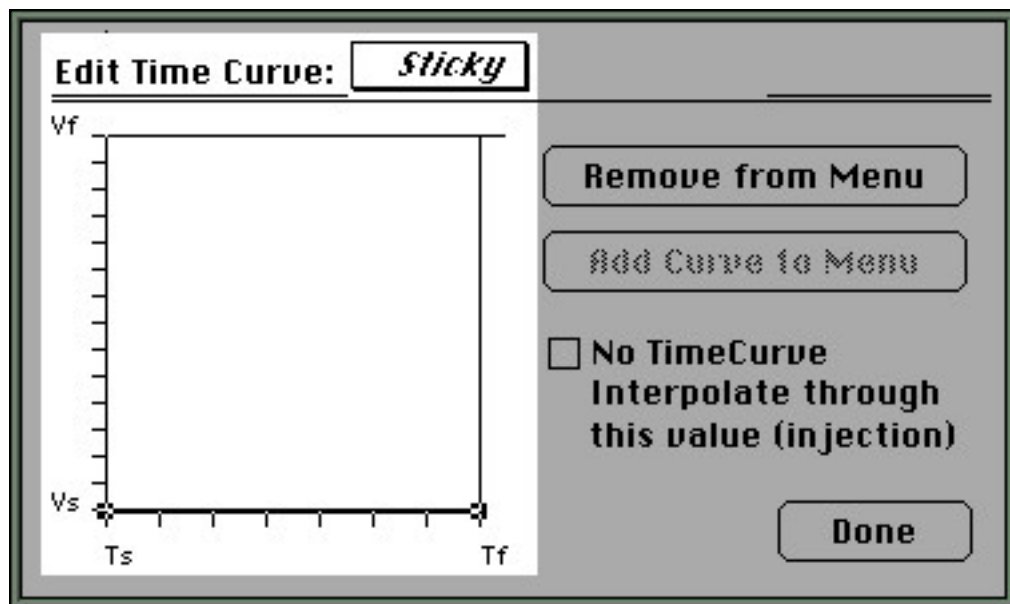 Edit Time Curve: Sticky
Vf
Remove from Menu
Add Curve to Menu
No TimeCurve
Interpolate through
this value (injection)
Vs
Ts Tf
Done